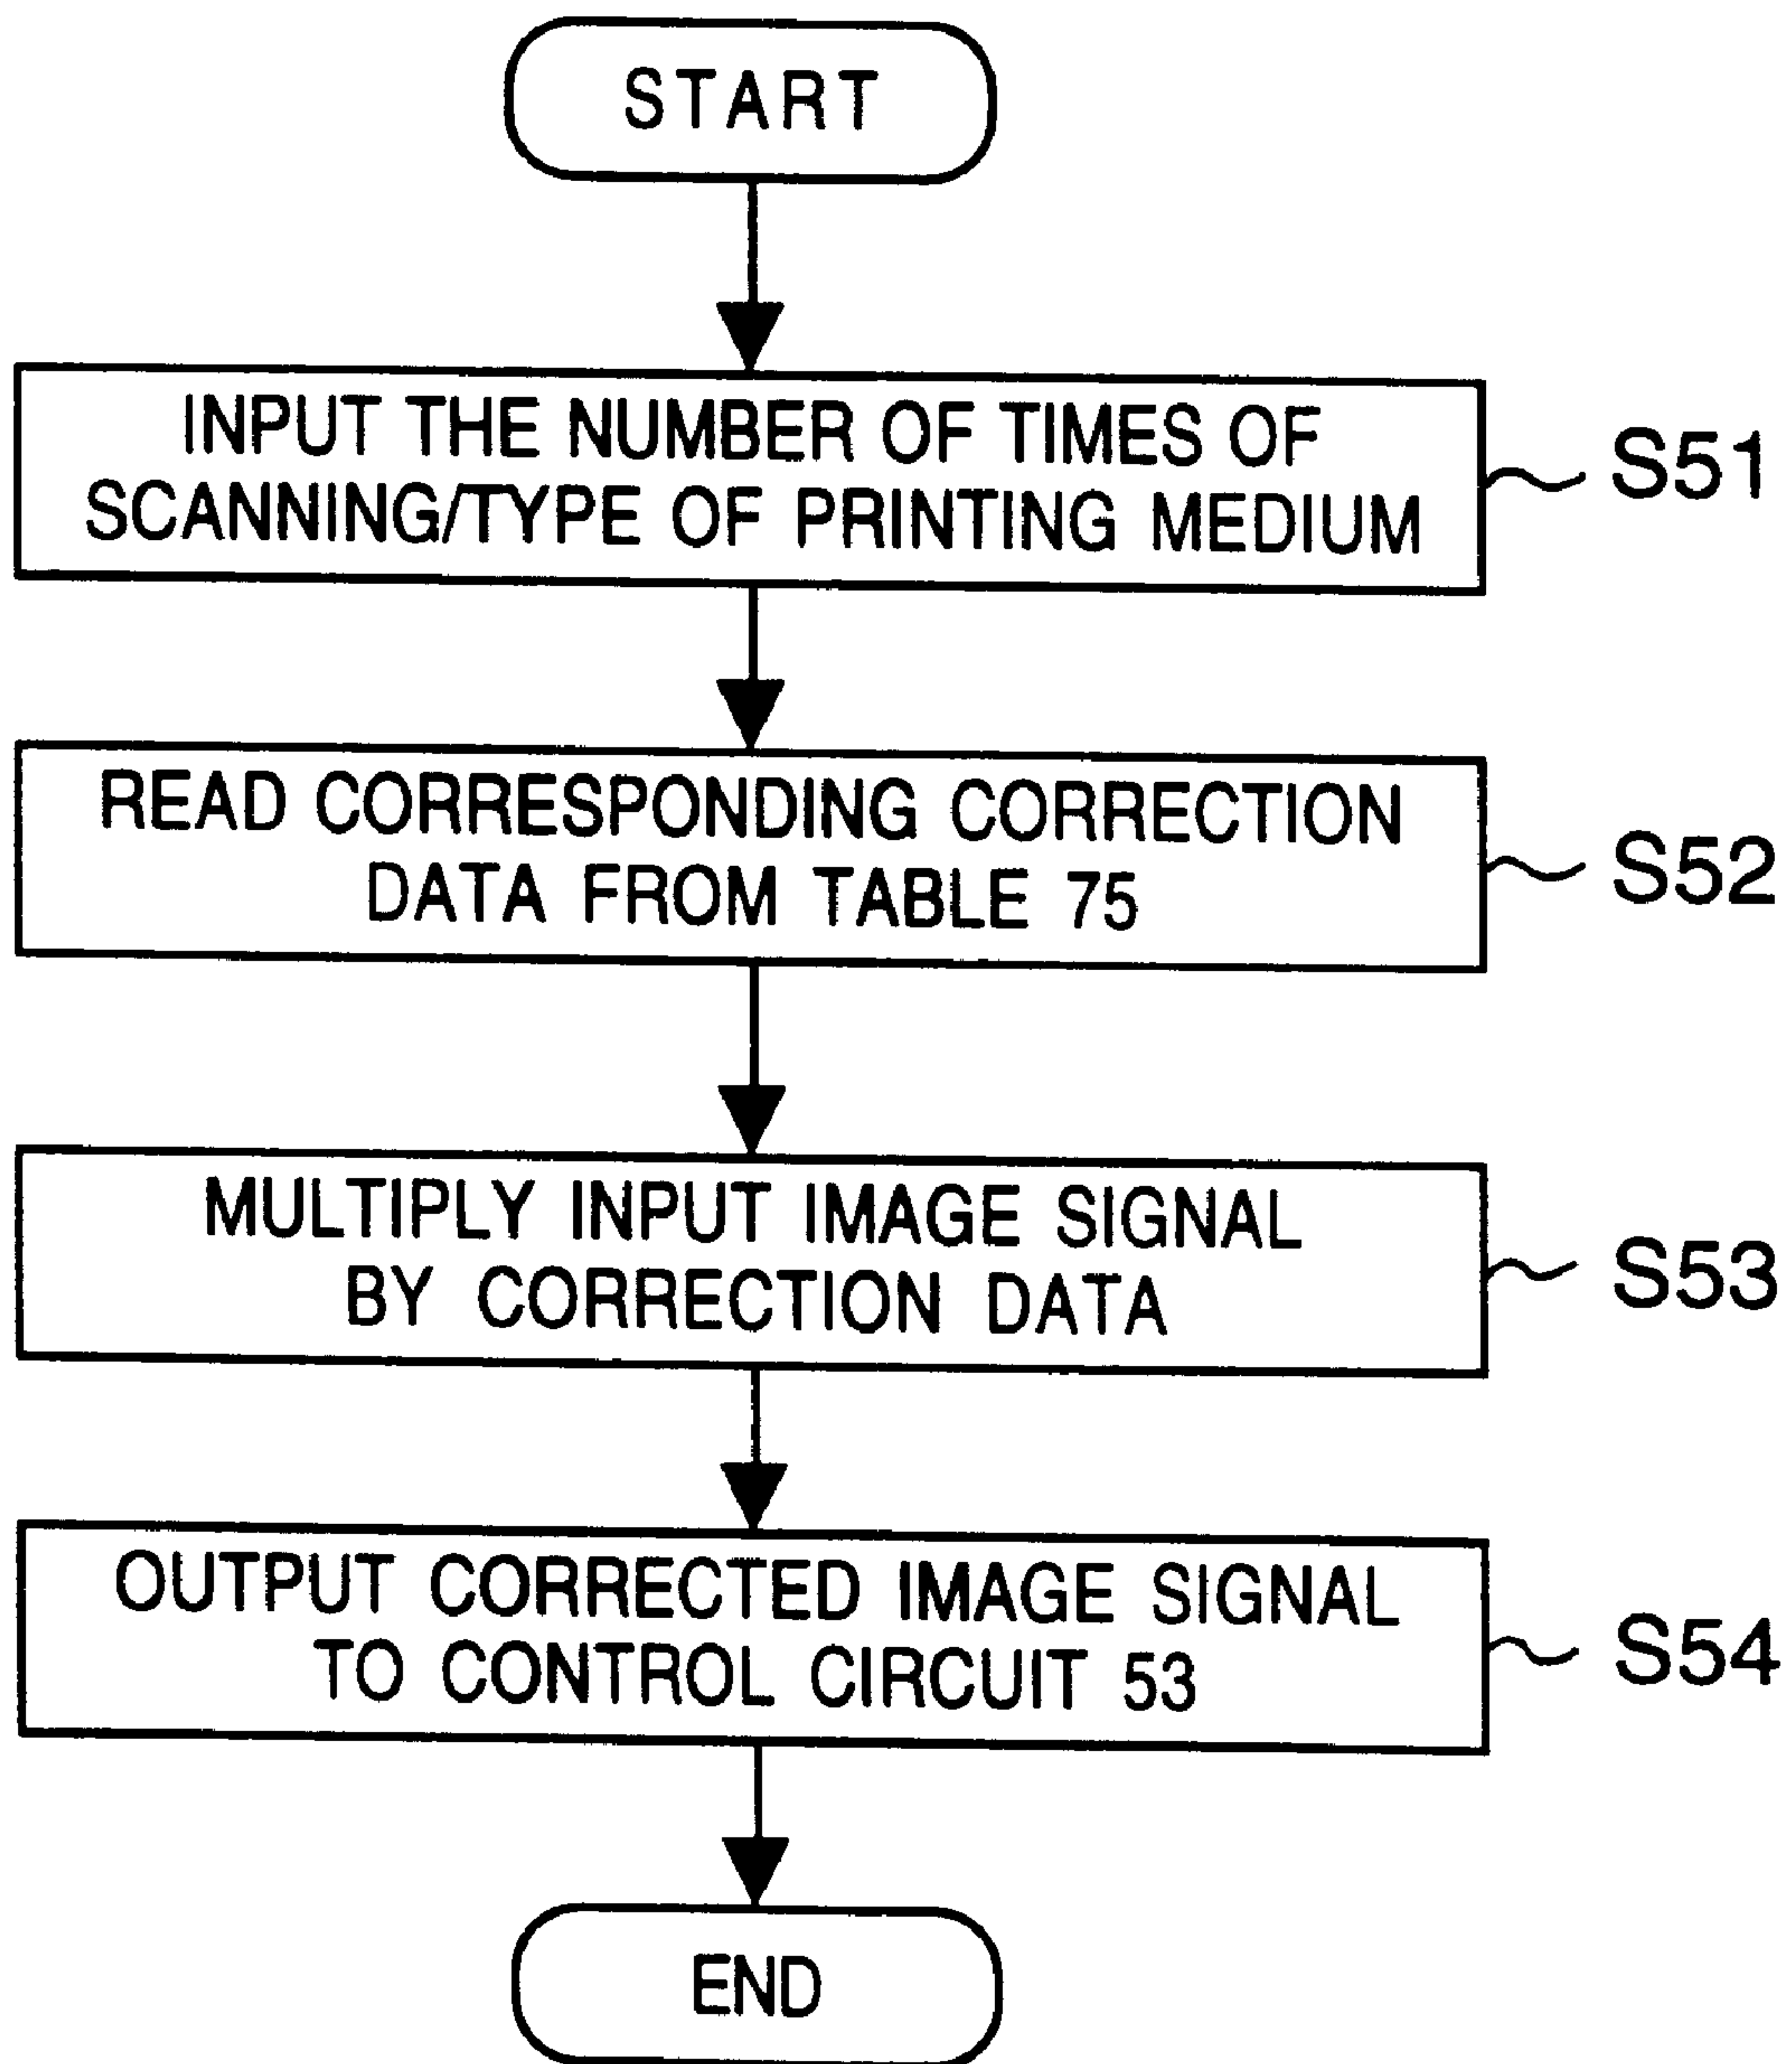 START
INPUT THE NUMBER OF TIMES OF
SCANNING/TYPE OF PRINTING MEDIUM
S51
READ CORRESPONDING CORRECTION
DATA FROM TABLE 75
S52
MULTIPLY INPUT IMAGE SIGNAL
BY CORRECTION DATA
S53
OUTPUT CORRECTED IMAGE SIGNAL
TO CONTROL CIRCUIT 53
S54
END